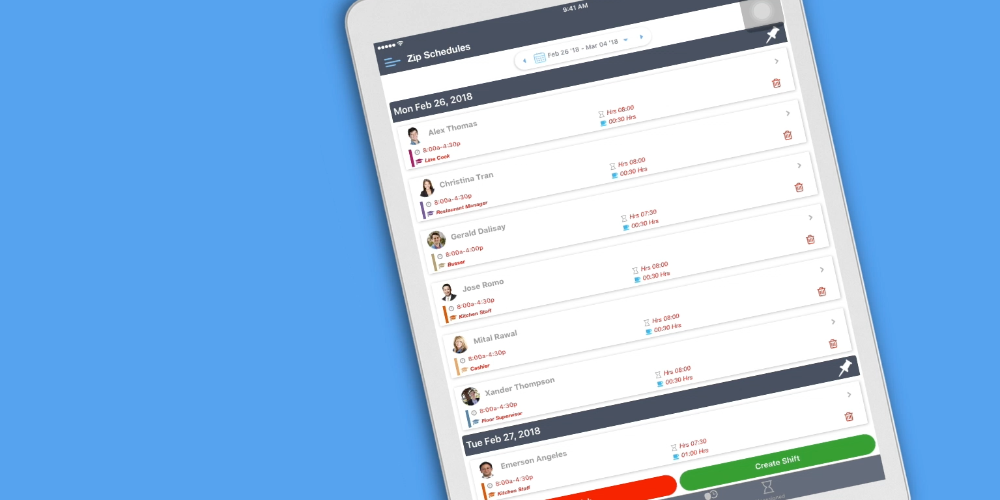 9:41 AM
Zip Schedules
Feb 26 '18 - Mar 04 '18
Mon Feb 26, 2018
Alex Thomas
8:00a-4:30p
Line Cook
Hrs 08:00
00:30 Hrs
Christina Tran
8:00a-4:30p
Restaurant Manager
Hrs 08:00
00:30 Hrs
Gerald Dalisay
8:00a-4:00p
Busser
Hrs 07:30
00:30 Hrs
Jose Romo
8:00a-4:30p
Kitchen Staff
Hrs 08:00
00:30 Hrs
Mital Rawal
8:00a-4:30p
Cashier
Hrs 08:00
00:30 Hrs
Xander Thompson
8:00a-4:30p
Floor Supervisor
Hrs 08:00
00:30 Hrs
Tue Feb 27, 2018
Emerson Angeles
8:00a-4:30p
Kitchen Staff
Hrs 07:30
01:00 Hrs
Create Shift